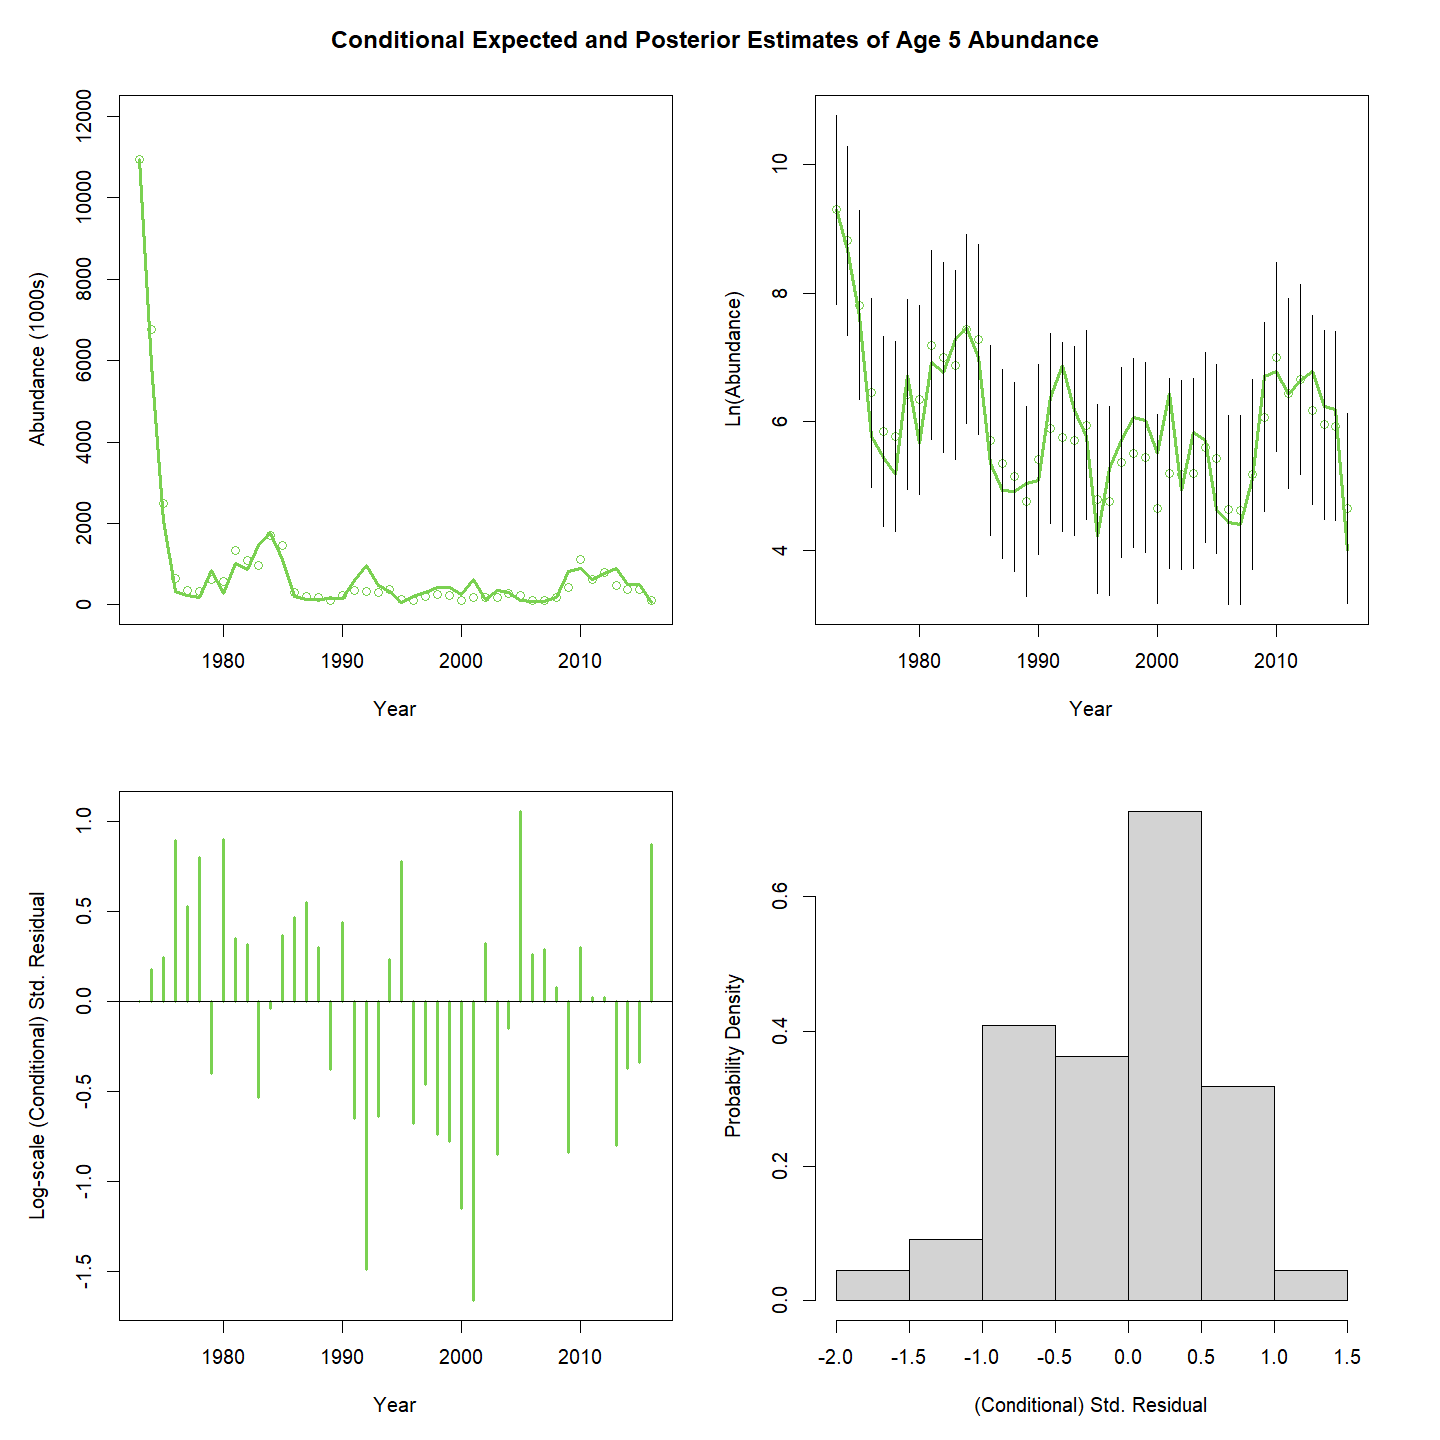 Conditional Expected and Posterior Estimates of Age 5 Abundance
Abundance (1000s)
12000
10000
8000
6000
4000
2000
0
1980 1990 2000 2010
Year
Ln(Abundance)
10
8
6
4
1980 1990 2000 2010
Year
Log-scale (Conditional) Std. Residual
1.0
0.5
0.0
-0.5
-1.0
-1.5
1980 1990 2000 2010
Year
Probability Density
0.6
0.4
0.2
0.0
-2.0 -1.5 -1.0 -0.5 0.0 0.5 1.0 1.5
(Conditional) Std. Residual